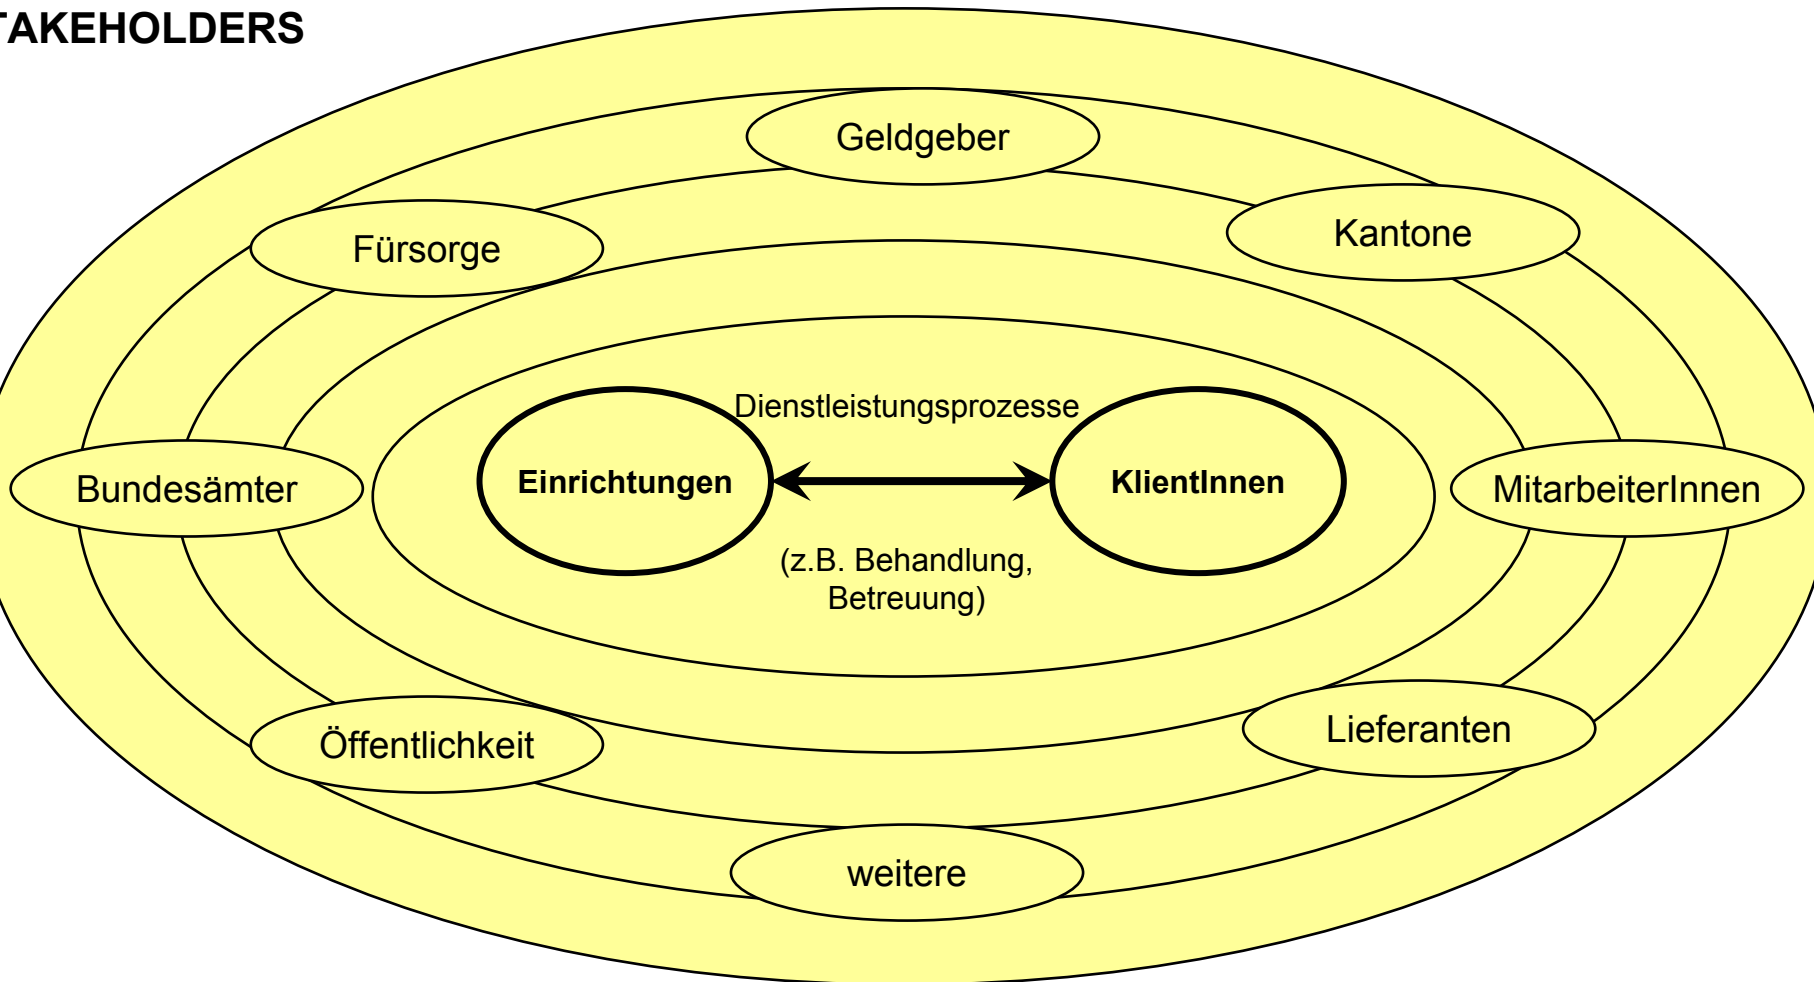 TAKEHOLDERS
Geldgeber
Kantone
Fürsorge
Dienstleistungsprozesse
Einrichtungen
KlientInnen
Bundesämter
MitarbeiterInnen
(z.B. Behandlung,
Betreuung)
Lieferanten
Öffentlichkeit
weitere